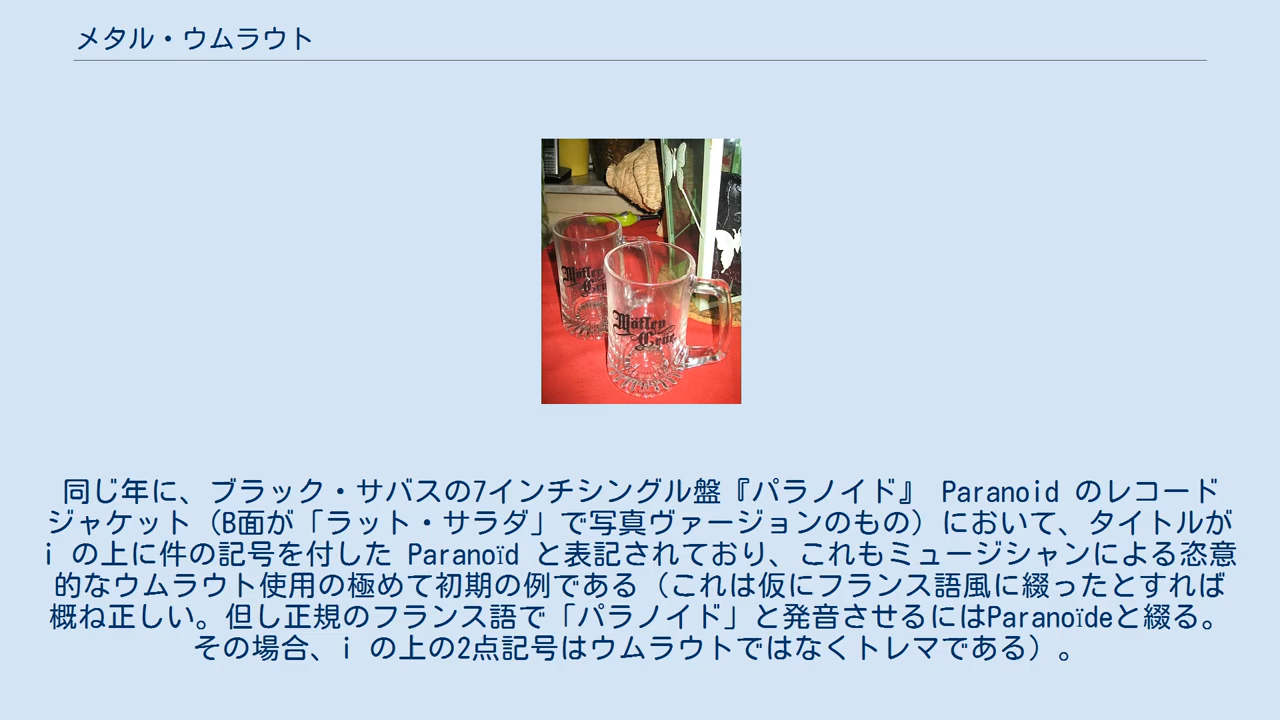 メタル・ウムラウト
Mötley
Crüe
Mötley
同じ年に、ブラック・サバスの7インチシングル盤『パラノイド』 Paranoid のレコード
ジャケット（B面が「ラット・サラダ」で写真ヴァージョンのもの）において、タイトルが
i の上に件の記号を付した Paranoïd と表記されており、これもミュージシャンによる恣意
的なウムラウト使用の極めて初期の例である（これは仮にフランス語風に綴ったとすれば
概ね正しい。但し正規のフランス語で「パラノイド」と発音させるにはParanoïdeと綴る。
その場合、i の上の2点記号はウムラウトではなくトレマである）。